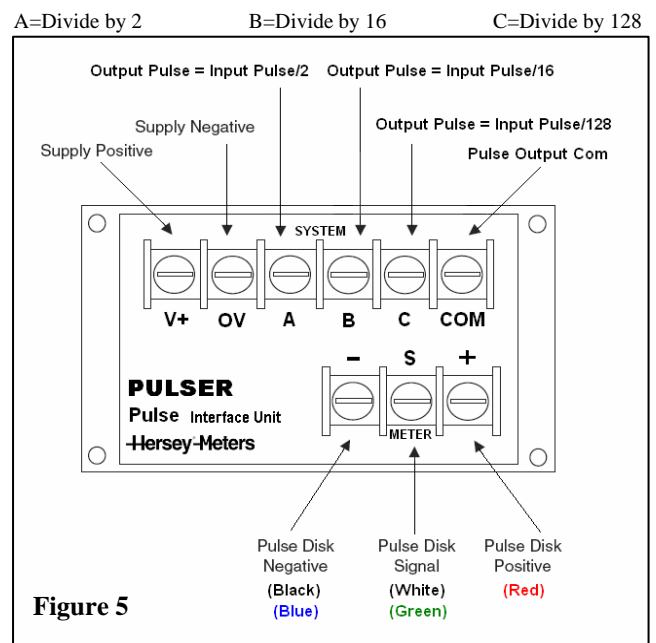 A=Divide by 2 B=Divide by 16 C=Divide by 128
Output Pulse = Input Pulse/2 Output Pulse = Input Pulse/16
Supply Negative Output Pulse = Input Pulse/128
Supply Positive Pulse Output Com
SYSTEM
V+ OV A B C COM
- S +
PULSER
Pulse Interface Unit
Hersey Meters
METER
Pulse Disk Pulse Disk Pulse Disk
Negative Signal Positive
(Black) (White) (Red)
(Blue) (Green)
Figure 5